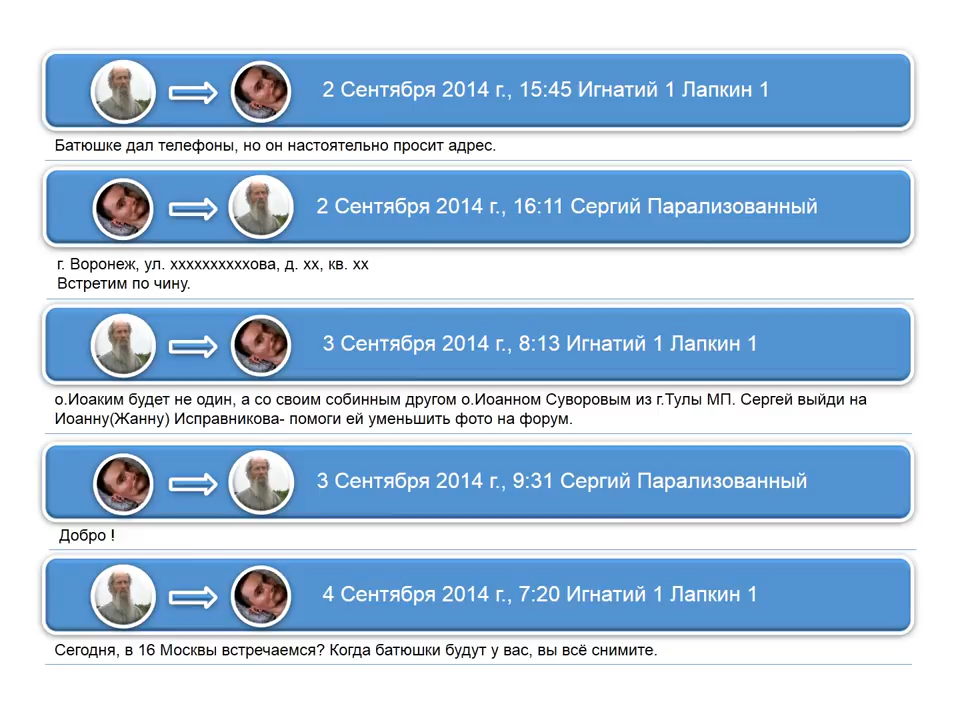 2 Сентября 2014 г., 15:45 Игнатий 1 Лапкин 1
Батюшке дал телефоны, но он настоятельно просит адрес.
2 Сентября 2014 г., 16:11 Сергий Парализованный
г. Воронеж, ул. xxxxxxxxxxова, д. xx, кв. xx
Встретим по чину.
3 Сентября 2014 г., 8:13 Игнатий 1 Лапкин 1
о.Иоаким будет не один, а со своим собинным другом о.Иоанном Суворовым из г.Тулы МП. Сергей выйди на
Иоанну(Жанну) Исправникова- помоги ей уменьшить фото на форум.
3 Сентября 2014 г., 9:31 Сергий Парализованный
Добро !
4 Сентября 2014 г., 7:20 Игнатий 1 Лапкин 1
Сегодня, в 16 Москвы встречаемся? Когда батюшки будут у вас, вы всё снимите.